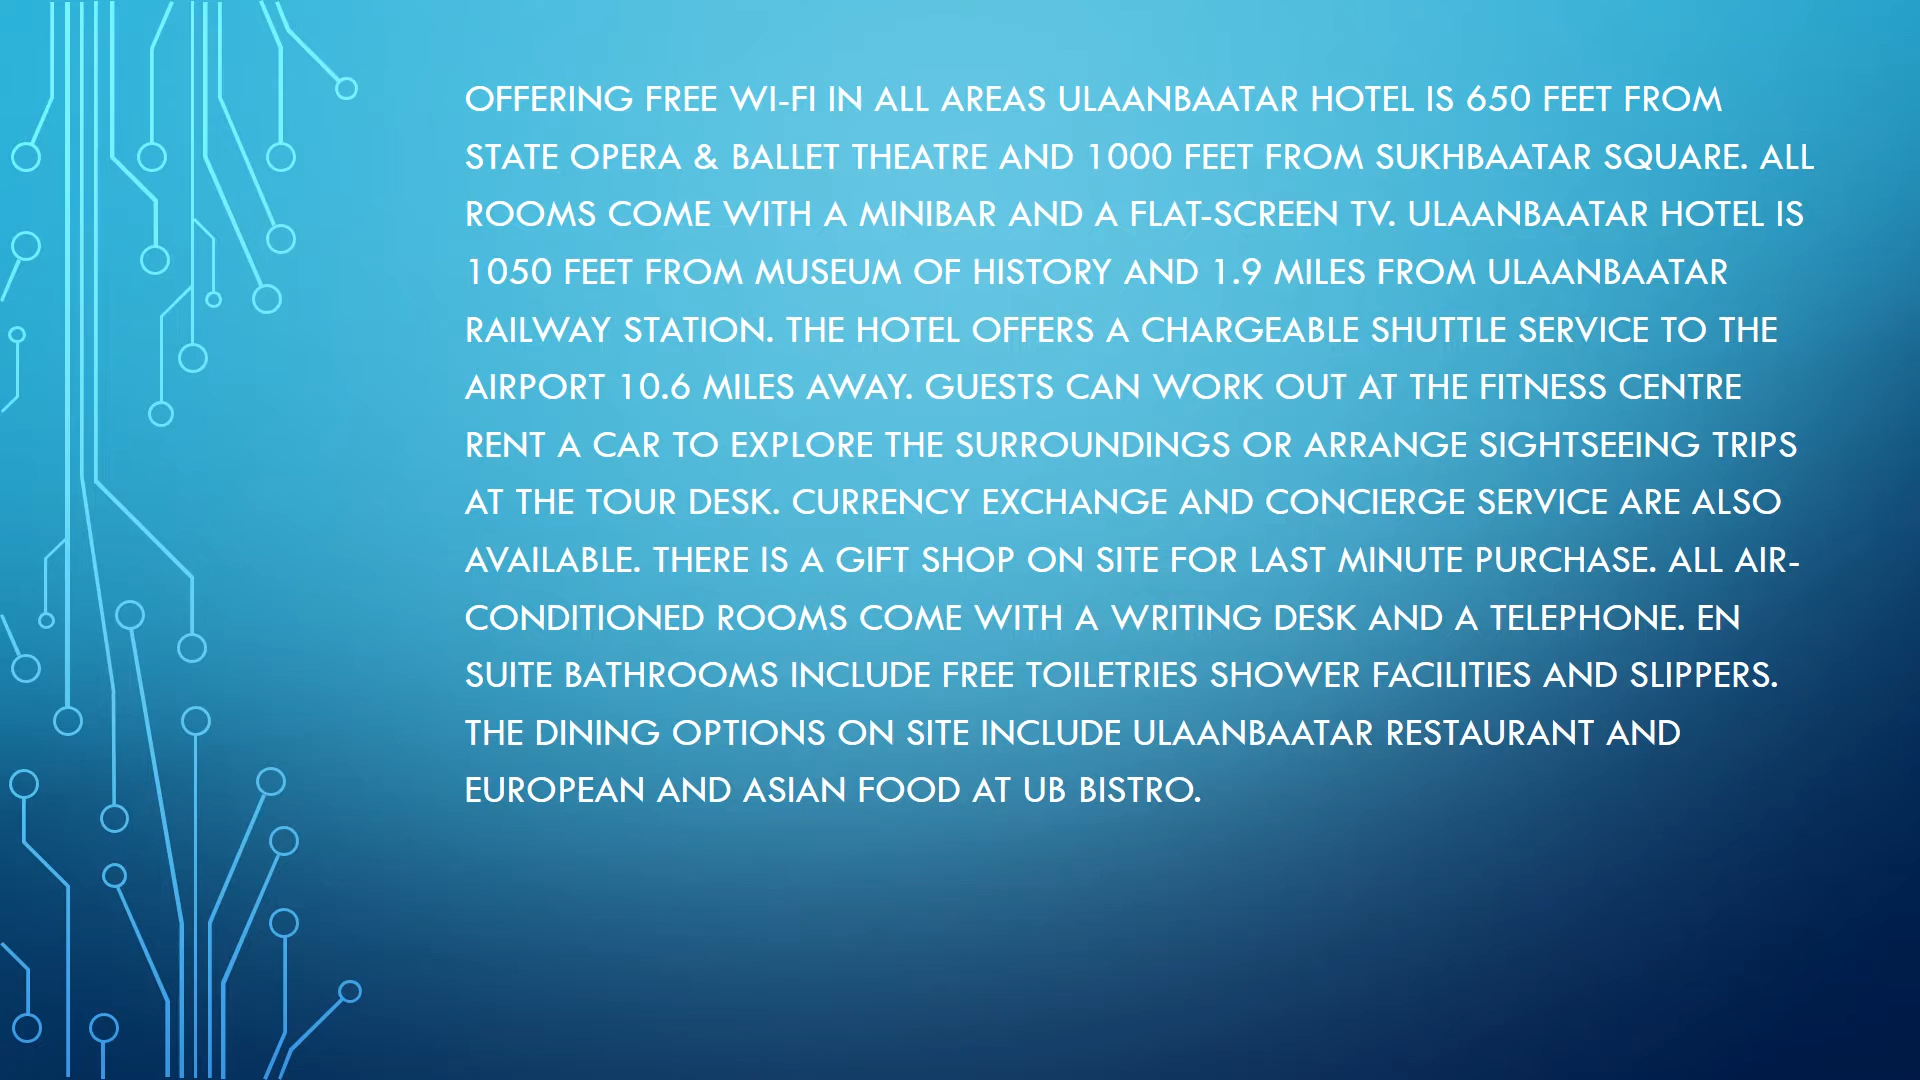 OFFERING FREE WI-FI IN ALL AREAS ULAANBAATAR HOTEL IS 650 FEET FROM
STATE OPERA & BALLET THEATRE AND 1000 FEET FROM SUKHBAATAR SQUARE. ALL
ROOMS COME WITH A MINIBAR AND A FLAT-SCREEN TV. ULAANBAATAR HOTEL IS
1050 FEET FROM MUSEUM OF HISTORY AND 1.9 MILES FROM ULAANBAATAR
RAILWAY STATION. THE HOTEL OFFERS A CHARGEABLE SHUTTLE SERVICE TO THE
AIRPORT 10.6 MILES AWAY. GUESTS CAN WORK OUT AT THE FITNESS CENTRE
RENT A CAR TO EXPLORE THE SURROUNDINGS OR ARRANGE SIGHTSEEING TRIPS
AT THE TOUR DESK. CURRENCY EXCHANGE AND CONCIERGE SERVICE ARE ALSO
AVAILABLE. THERE IS A GIFT SHOP ON SITE FOR LAST MINUTE PURCHASE. ALL AIR-
CONDITIONED ROOMS COME WITH A WRITING DESK AND A TELEPHONE. EN
SUITE BATHROOMS INCLUDE FREE TOILETRIES SHOWER FACILITIES AND SLIPPERS.
THE DINING OPTIONS ON SITE INCLUDE ULAANBAATAR RESTAURANT AND
EUROPEAN AND ASIAN FOOD AT UB BISTRO.